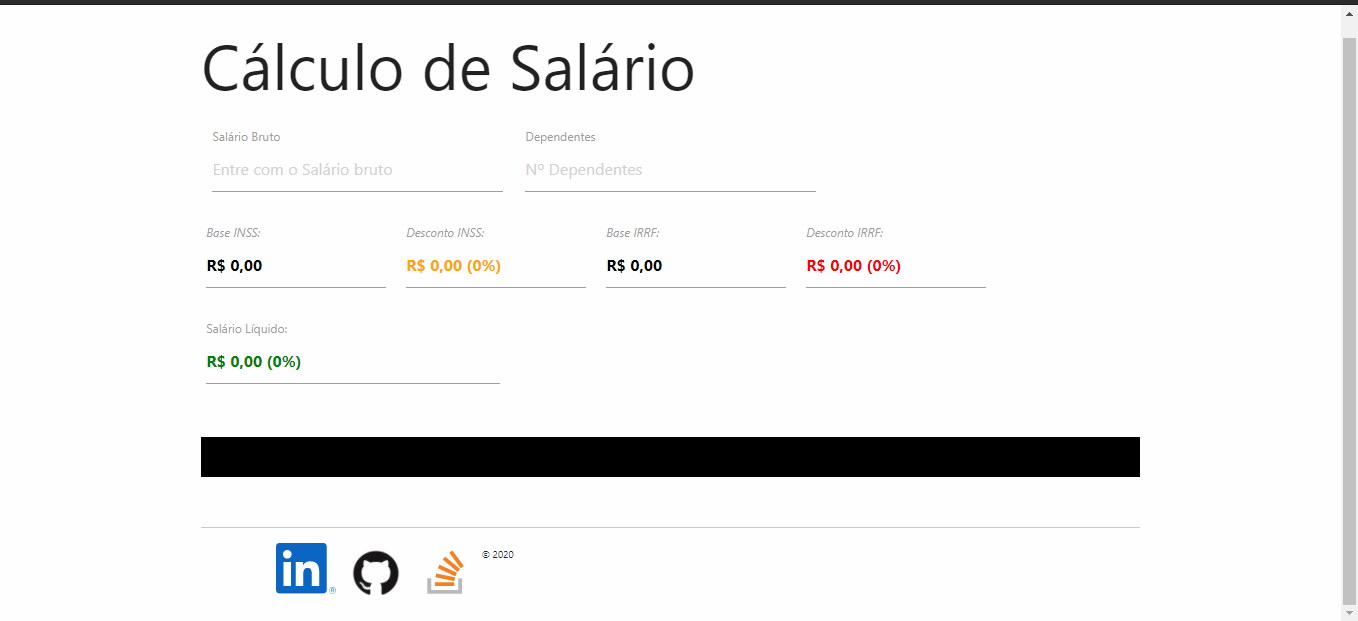 Cálculo de Salário
Salário Bruto Dependentes
Entre com o Salário bruto Nº Dependentes
Base INSS: Desconto INSS: Base IRRF: Desconto IRRF:
R$ 0,00 R$ 0,00 (0%) R$ 0,00 R$ 0,00 (0%)
Salário Líquido:
R$ 0,00 (0%)
in ® © 2020